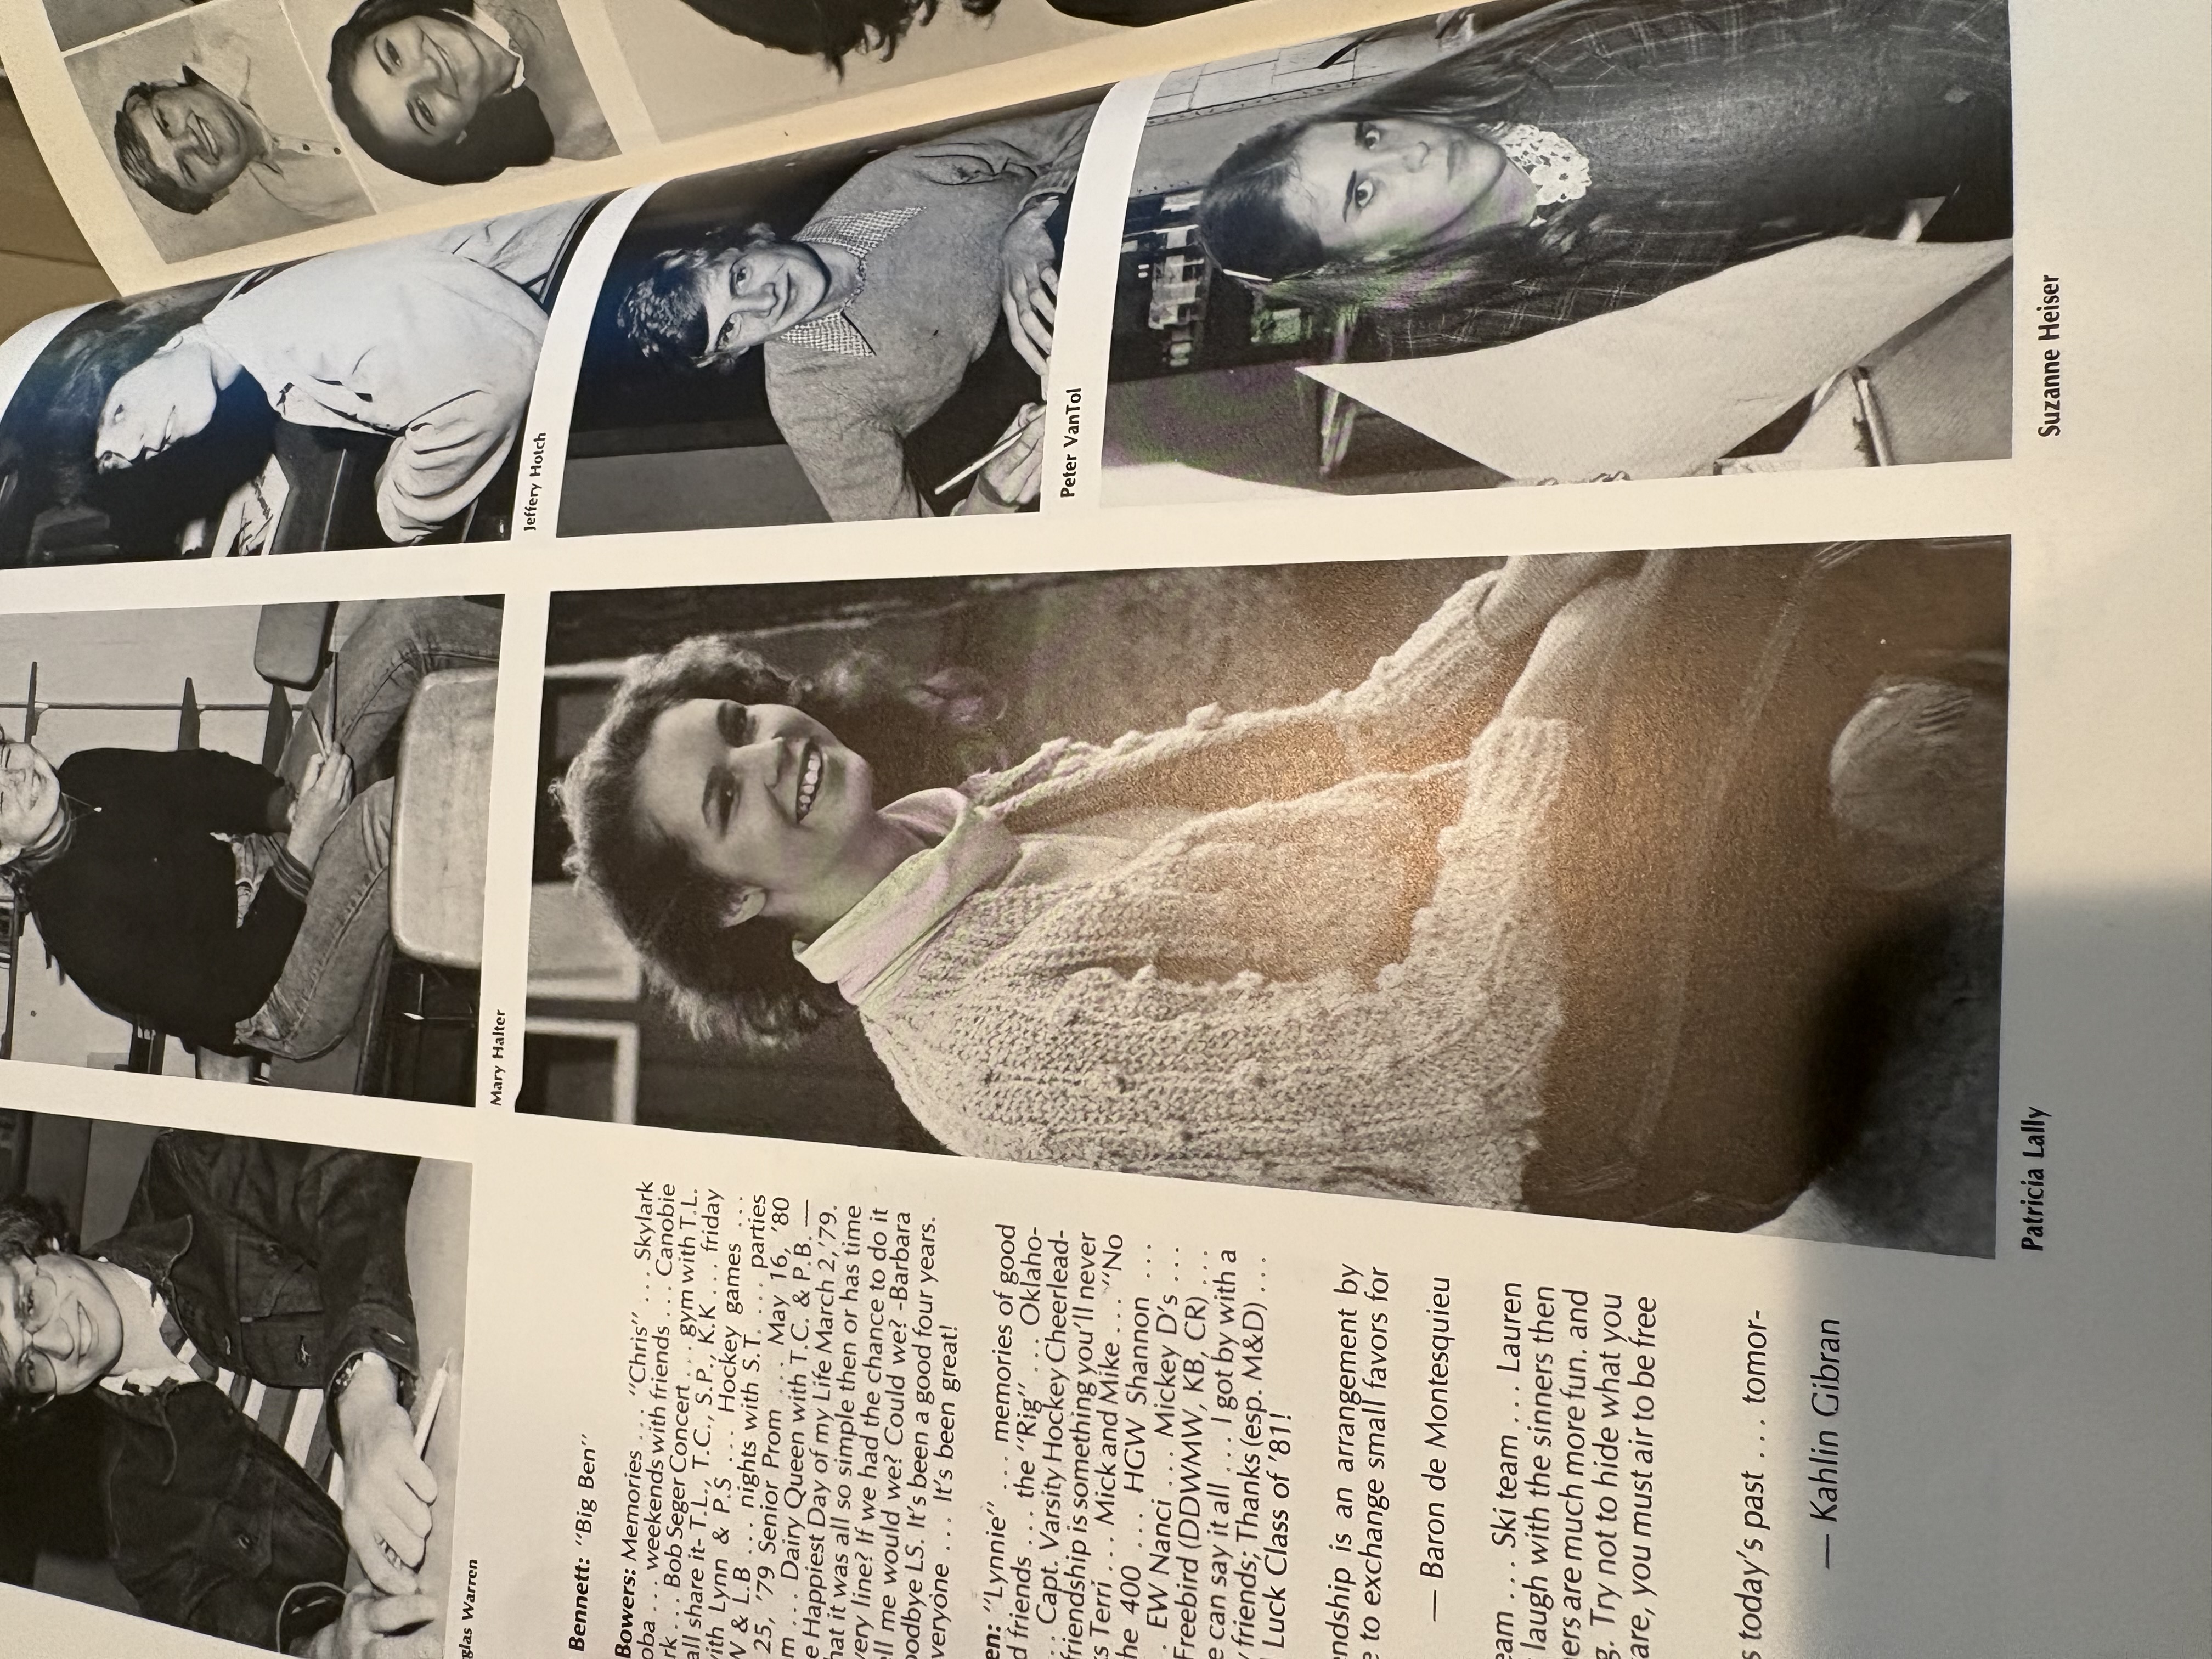 glas Warren
Mary Halter
Jeffery Hotch
Bennett: "Big Ben"
Bowers: Memories ... "Chris" ... Skylark
oba ... weekends with friends ... Canobie
rk ... Bob Seger Concert ... gym with T.L.
all share it- T.L., T.C., S.P., K.K ... friday
with Lynn & P.S ... Hockey games ...
W & L.B ... nights with S.T. ... parties
25, '79 Senior Prom ... May 16, '80
m ... Dairy Queen with T.C. & P.B. —
e Happiest Day of my Life March 2,'79.
hat it was all so simple then or has time
very line? If we had the chance to do it
ell me would we? Could we? -Barbara
oodbye LS. It's been a good four years.
veryone ... It's been great!
en: "Lynnie" ... memories of good
d friends ... the "Rig" ... Oklaho-
.. Capt. Varsity Hockey Cheerlead-
friendship is something you'll never
s Terri ... Mick and Mike ... "No
he 400 ... HGW Shannon ...
. EW Nanci ... Mickey D's ...
Freebird (DDWMW, KB, CR) ...
e can say it all ... I got by with a
y friends; Thanks (esp. M&D) ...
Luck Class of '81!
endship is an arrangement by
e to exchange small favors for
— Baron de Montesquieu
eam ... Ski team ... Lauren
laugh with the sinners then
ners are much more fun. and
g. Try not to hide what you
are, you must air to be free
s today's past ... tomor-
— Kahlin Gibran
Peter VanTol
Patricia Lally
Suzanne Heiser